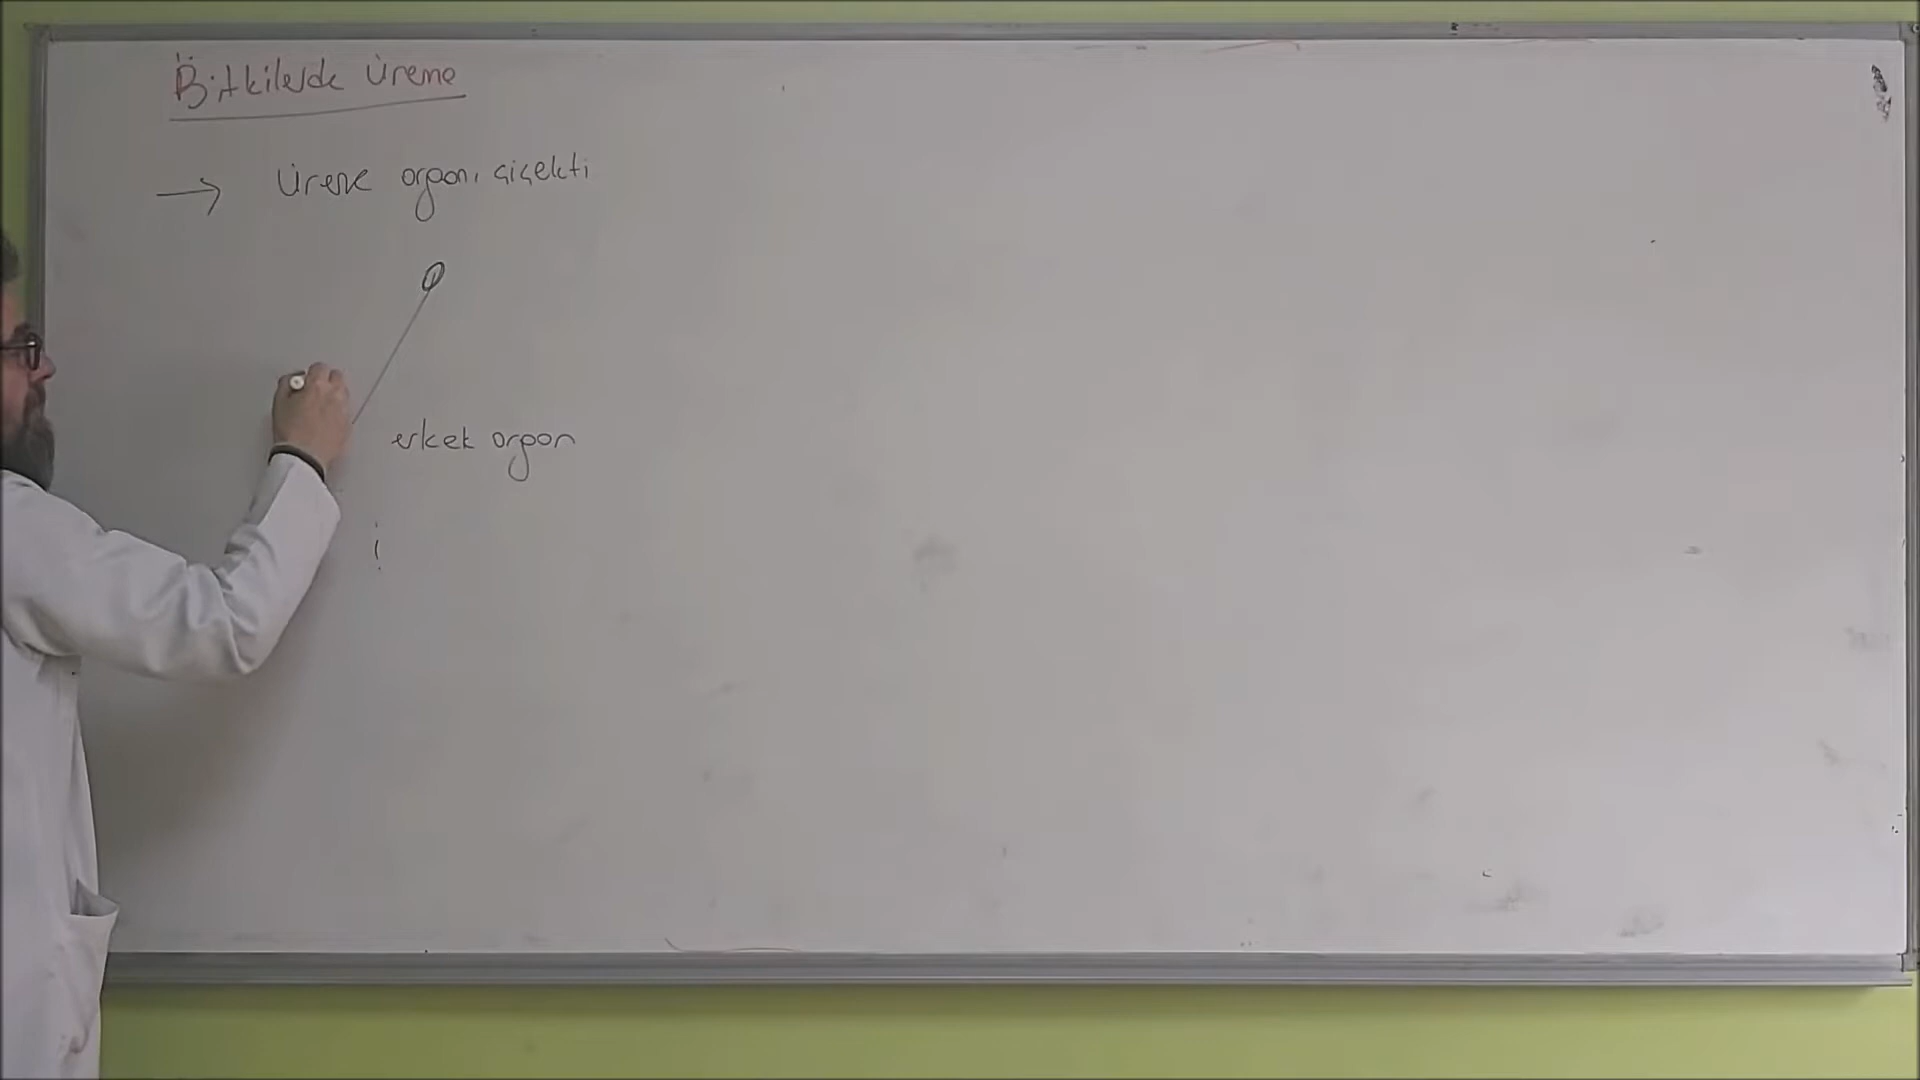 Bitkilerde Üreme
→ Üreme organı çiçekti
erkek organ